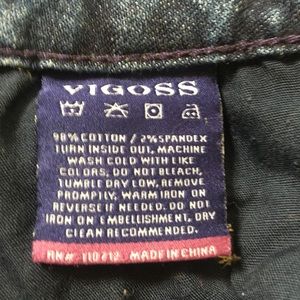 VIGOSS
98% COTTON / 2% SPANDEX
TURN INSIDE OUT, MACHINE
WASH COLD WITH LIKE
COLORS, DO NOT BLEACH,
TUMBLE DRY LOW, REMOVE
PROMPLY, WARM IRON ON
REVERSE IF NEEDED. DO NOT
IRON ON EMBELLISHMENT, DRY
CLEAN RECOMMENDED.
RN# 110212 MADE IN CHINA